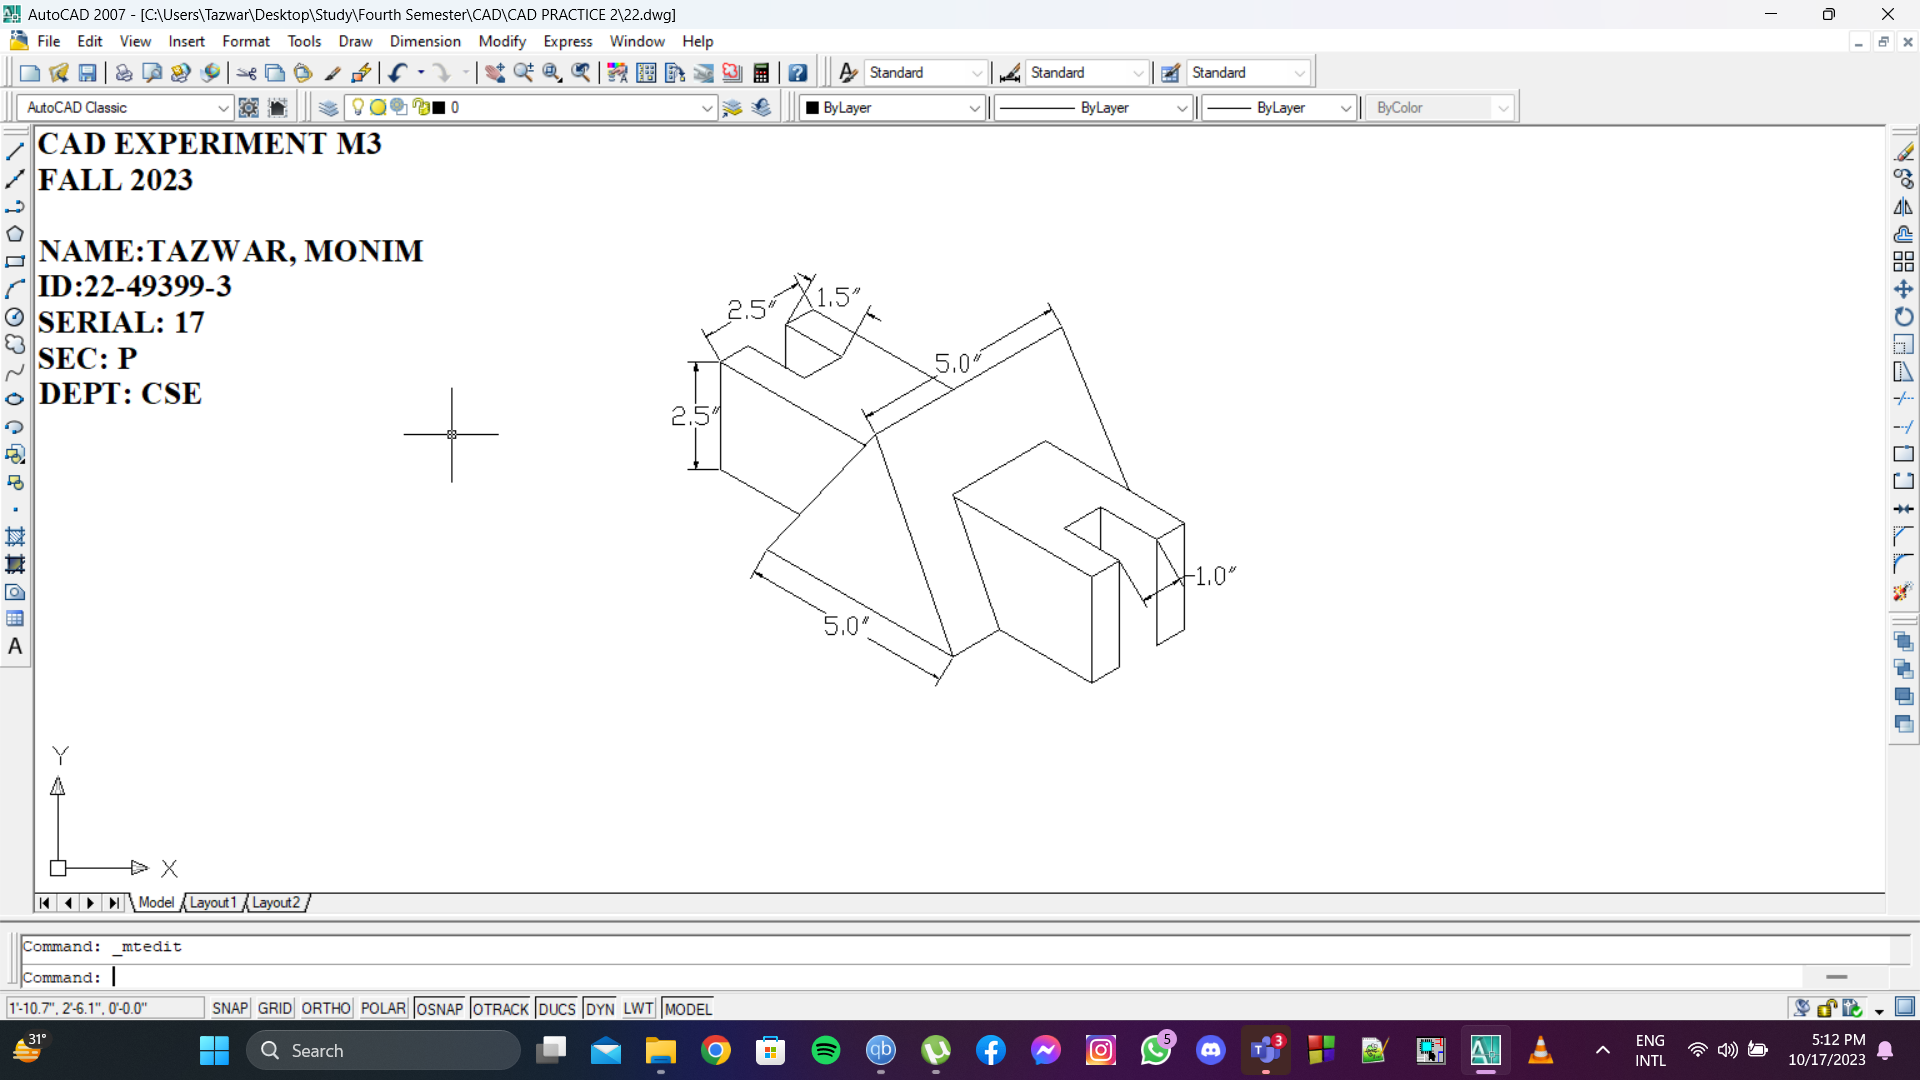 AutoCAD 2007 - [C:\Users\Tazwar\Desktop\Study\Fourth Semester\CAD\CAD PRACTICE 2\22.dwg]
File Edit View Insert Format Tools Draw Dimension Modify Express Window Help
Standard Standard Standard
AutoCAD Classic 0 ByLayer ByLayer ByLayer ByColor
CAD EXPERIMENT M3
FALL 2023
NAME:TAZWAR, MONIM
ID:22-49399-3
SERIAL: 17
SEC: P
DEPT: CSE
2.5"
1.5"
5.0"
2.5"
1.0"
5.0"
Y
X
Model Layout1 Layout2
Command: _mtedit
Command:
1'-10.7", 2'-6.1", 0'-0.0" SNAP GRID ORTHO POLAR OSNAP OTRACK DUCS DYN LWT MODEL
31°
Search
qb
5
3
ENG
INTL
5:12 PM
10/17/2023